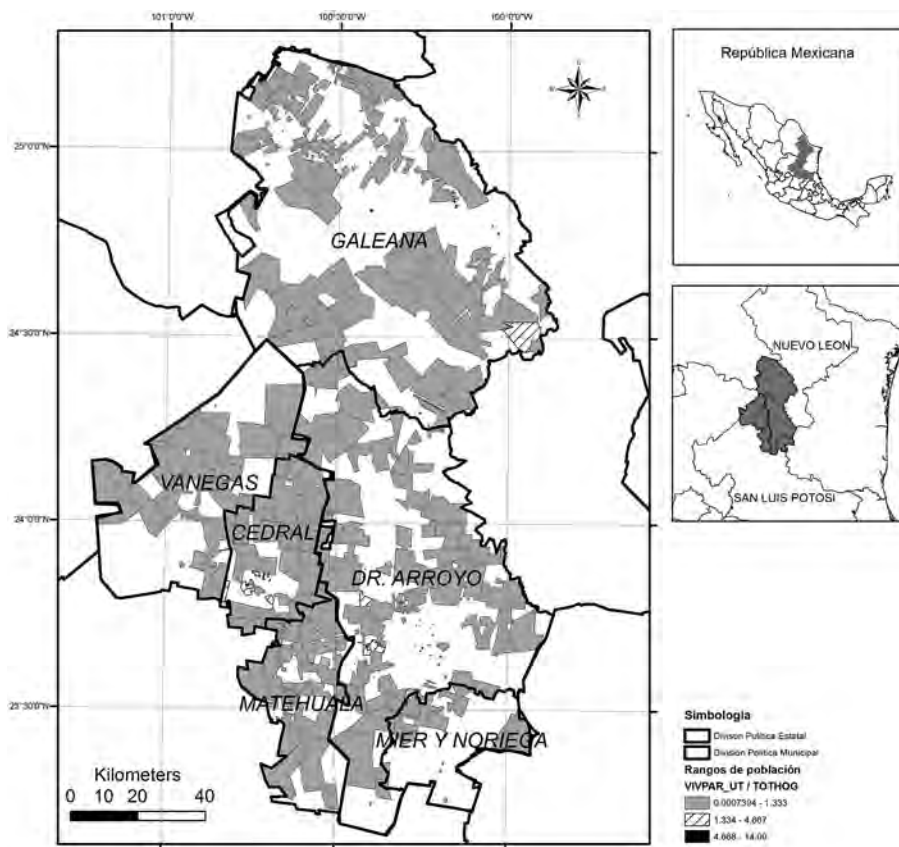 101°0'0"W 100°30'0"W 100°0'0"W
República Mexicana
25°0'0"N
GALEANA
24°30'0"N
NUEVO LEON
VANEGAS
SAN LUIS POTOSI
24°0'0"N
CEDRAL
DR. ARROYO
23°30'0"N
MATEHUALA
MIER Y NORIEGA
Kilometers
0 10 20 40
Simbología
Divison Política Estatal
División Política Municipal
Rangos de población
VIVPAR_UT / TOTHOG
0.0007394 - 1.333
1.334 - 4.667
4.668 - 14.00